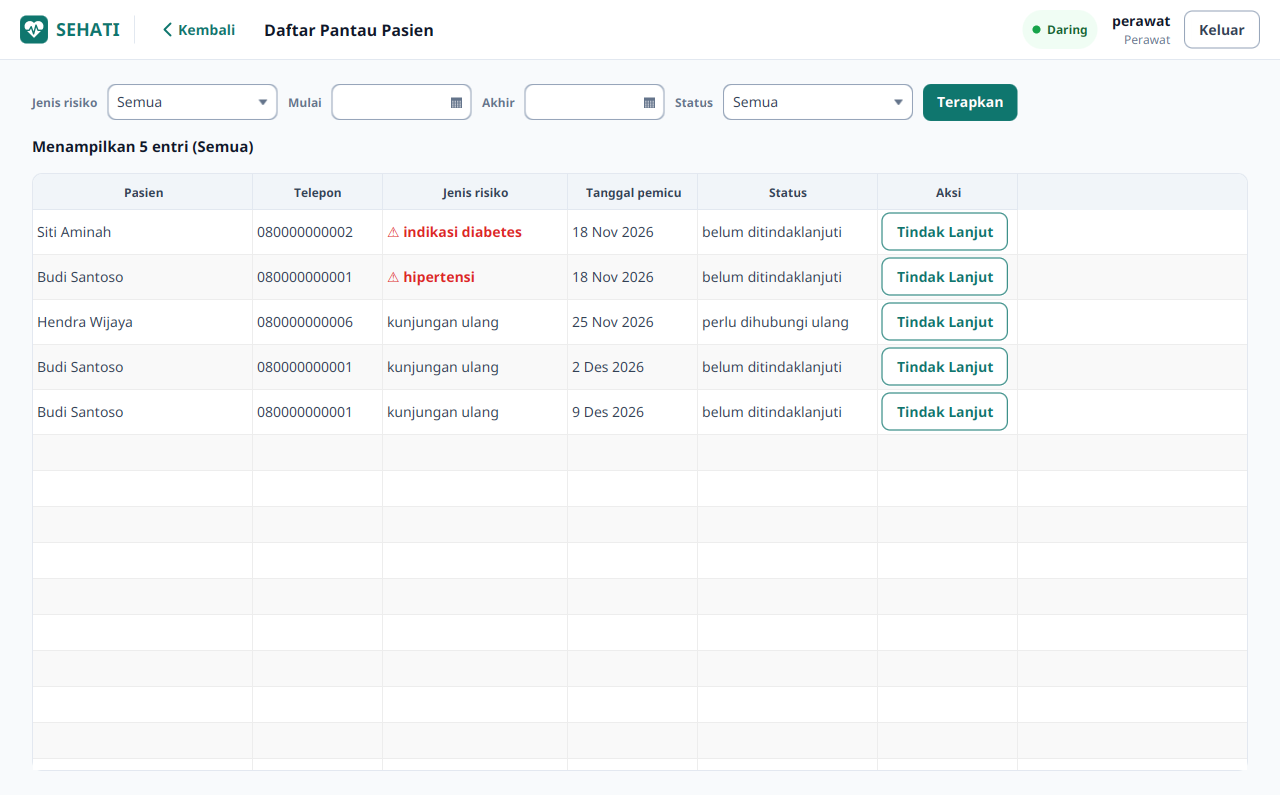 SEHATI
Kembali
Daftar Pantau Pasien
Daring
perawat
Perawat
Keluar
Jenis risiko Semua Mulai Akhir Status Semua Terapkan
Menampilkan 5 entri (Semua)
Pasien Telepon Jenis risiko Tanggal pemicu Status Aksi
Siti Aminah 080000000002 ⚠ indikasi diabetes 18 Nov 2026 belum ditindaklanjuti Tindak Lanjut
Budi Santoso 080000000001 ⚠ hipertensi 18 Nov 2026 belum ditindaklanjuti Tindak Lanjut
Hendra Wijaya 080000000006 kunjungan ulang 25 Nov 2026 perlu dihubungi ulang Tindak Lanjut
Budi Santoso 080000000001 kunjungan ulang 2 Des 2026 belum ditindaklanjuti Tindak Lanjut
Budi Santoso 080000000001 kunjungan ulang 9 Des 2026 belum ditindaklanjuti Tindak Lanjut